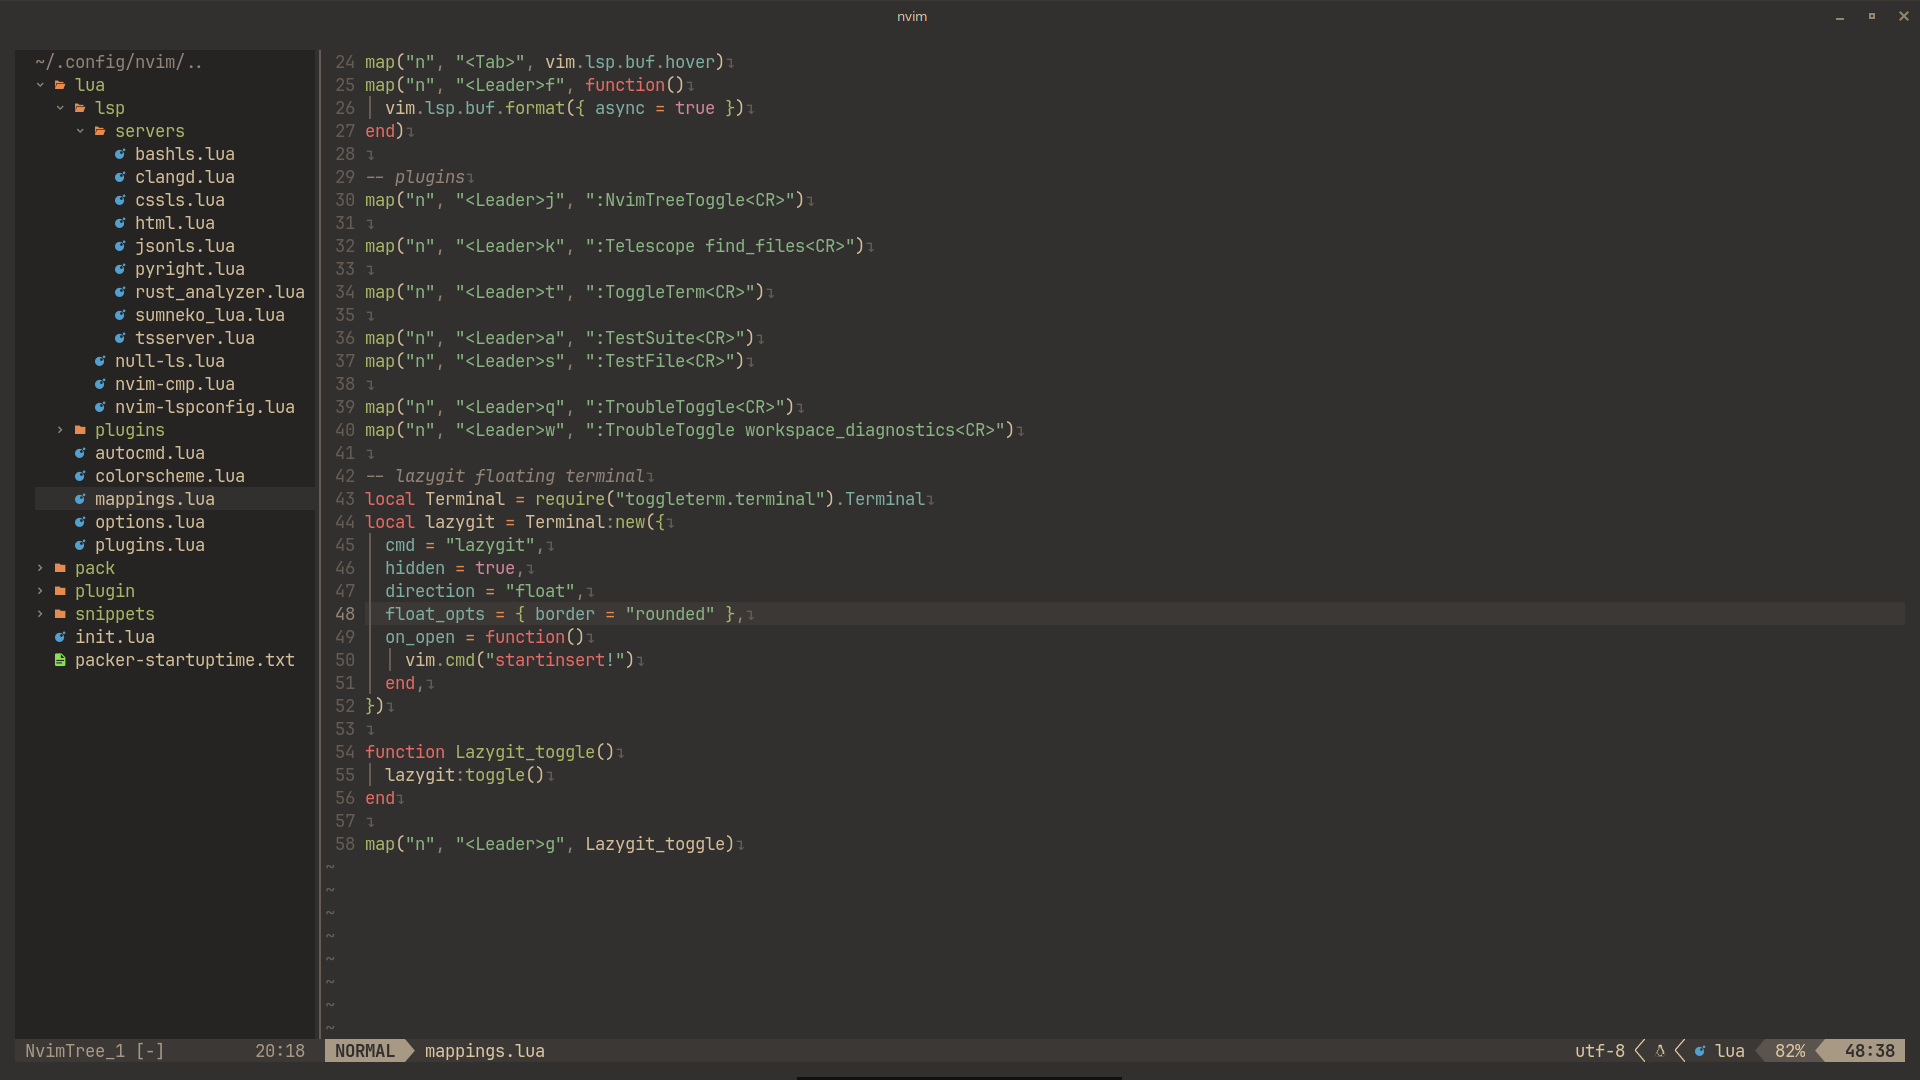 nvim
~/.config/nvim/..
lua
lsp
servers
bashls.lua
clangd.lua
cssls.lua
html.lua
jsonls.lua
pyright.lua
rust_analyzer.lua
sumneko_lua.lua
tsserver.lua
null-ls.lua
nvim-cmp.lua
nvim-lspconfig.lua
plugins
autocmd.lua
colorscheme.lua
mappings.lua
options.lua
plugins.lua
pack
plugin
snippets
init.lua
packer-startuptime.txt
24 map("n", "<Tab>", vim.lsp.buf.hover)
25 map("n", "<Leader>f", function()
26   vim.lsp.buf.format({ async = true })
27 end)
28
29 -- plugins
30 map("n", "<Leader>j", ":NvimTreeToggle<CR>")
31
32 map("n", "<Leader>k", ":Telescope find_files<CR>")
33
34 map("n", "<Leader>t", ":ToggleTerm<CR>")
35
36 map("n", "<Leader>a", ":TestSuite<CR>")
37 map("n", "<Leader>s", ":TestFile<CR>")
38
39 map("n", "<Leader>q", ":TroubleToggle<CR>")
40 map("n", "<Leader>w", ":TroubleToggle workspace_diagnostics<CR>")
41
42 -- lazygit floating terminal
43 local Terminal = require("toggleterm.terminal").Terminal
44 local lazygit = Terminal:new({
45   cmd = "lazygit",
46   hidden = true,
47   direction = "float",
48   float_opts = { border = "rounded" },
49   on_open = function()
50     vim.cmd("startinsert!")
51   end,
52 })
53
54 function Lazygit_toggle()
55   lazygit:toggle()
56 end
57
58 map("n", "<Leader>g", Lazygit_toggle)
~
~
~
~
~
~
~
~
NvimTree_1 [-] 20:18
NORMAL mappings.lua utf-8 lua 82% 48:38